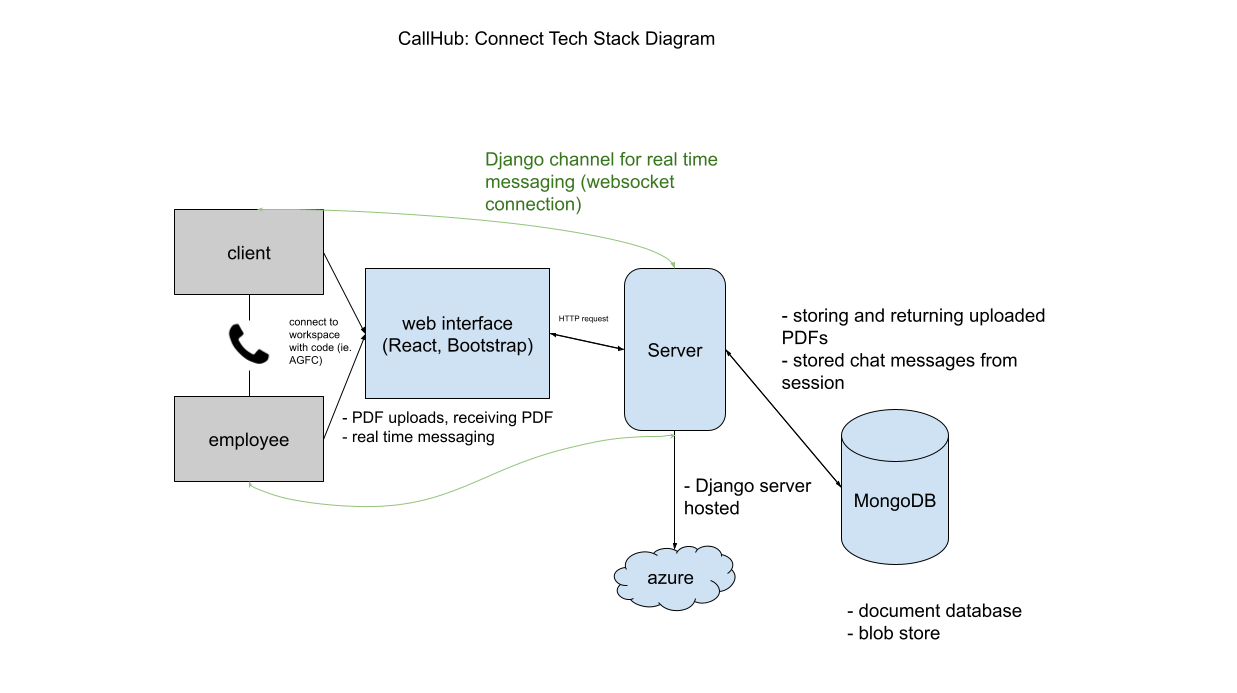 CallHub: Connect Tech Stack Diagram
Django channel for real time
messaging (websocket
connection)
client
connect to
workspace
with code (ie.
AGFC)
employee
web interface
(React, Bootstrap)
HTTP request
- PDF uploads, receiving PDF
- real time messaging
Server
- storing and returning uploaded
PDFs
- stored chat messages from
session
- Django server
hosted
MongoDB
azure
- document database
- blob store